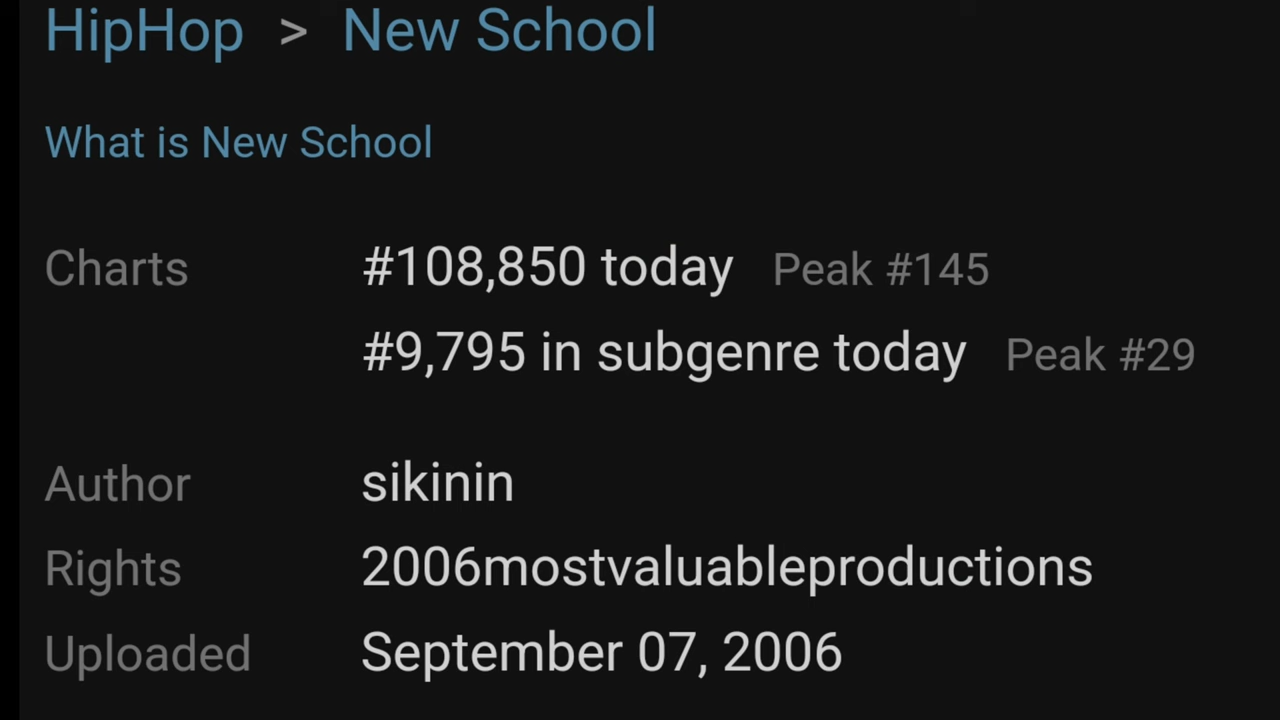 HipHop > New School
What is New School
Charts #108,850 today Peak #145
#9,795 in subgenre today Peak #29
Author sikinin
Rights 2006mostvaluableproductions
Uploaded September 07, 2006